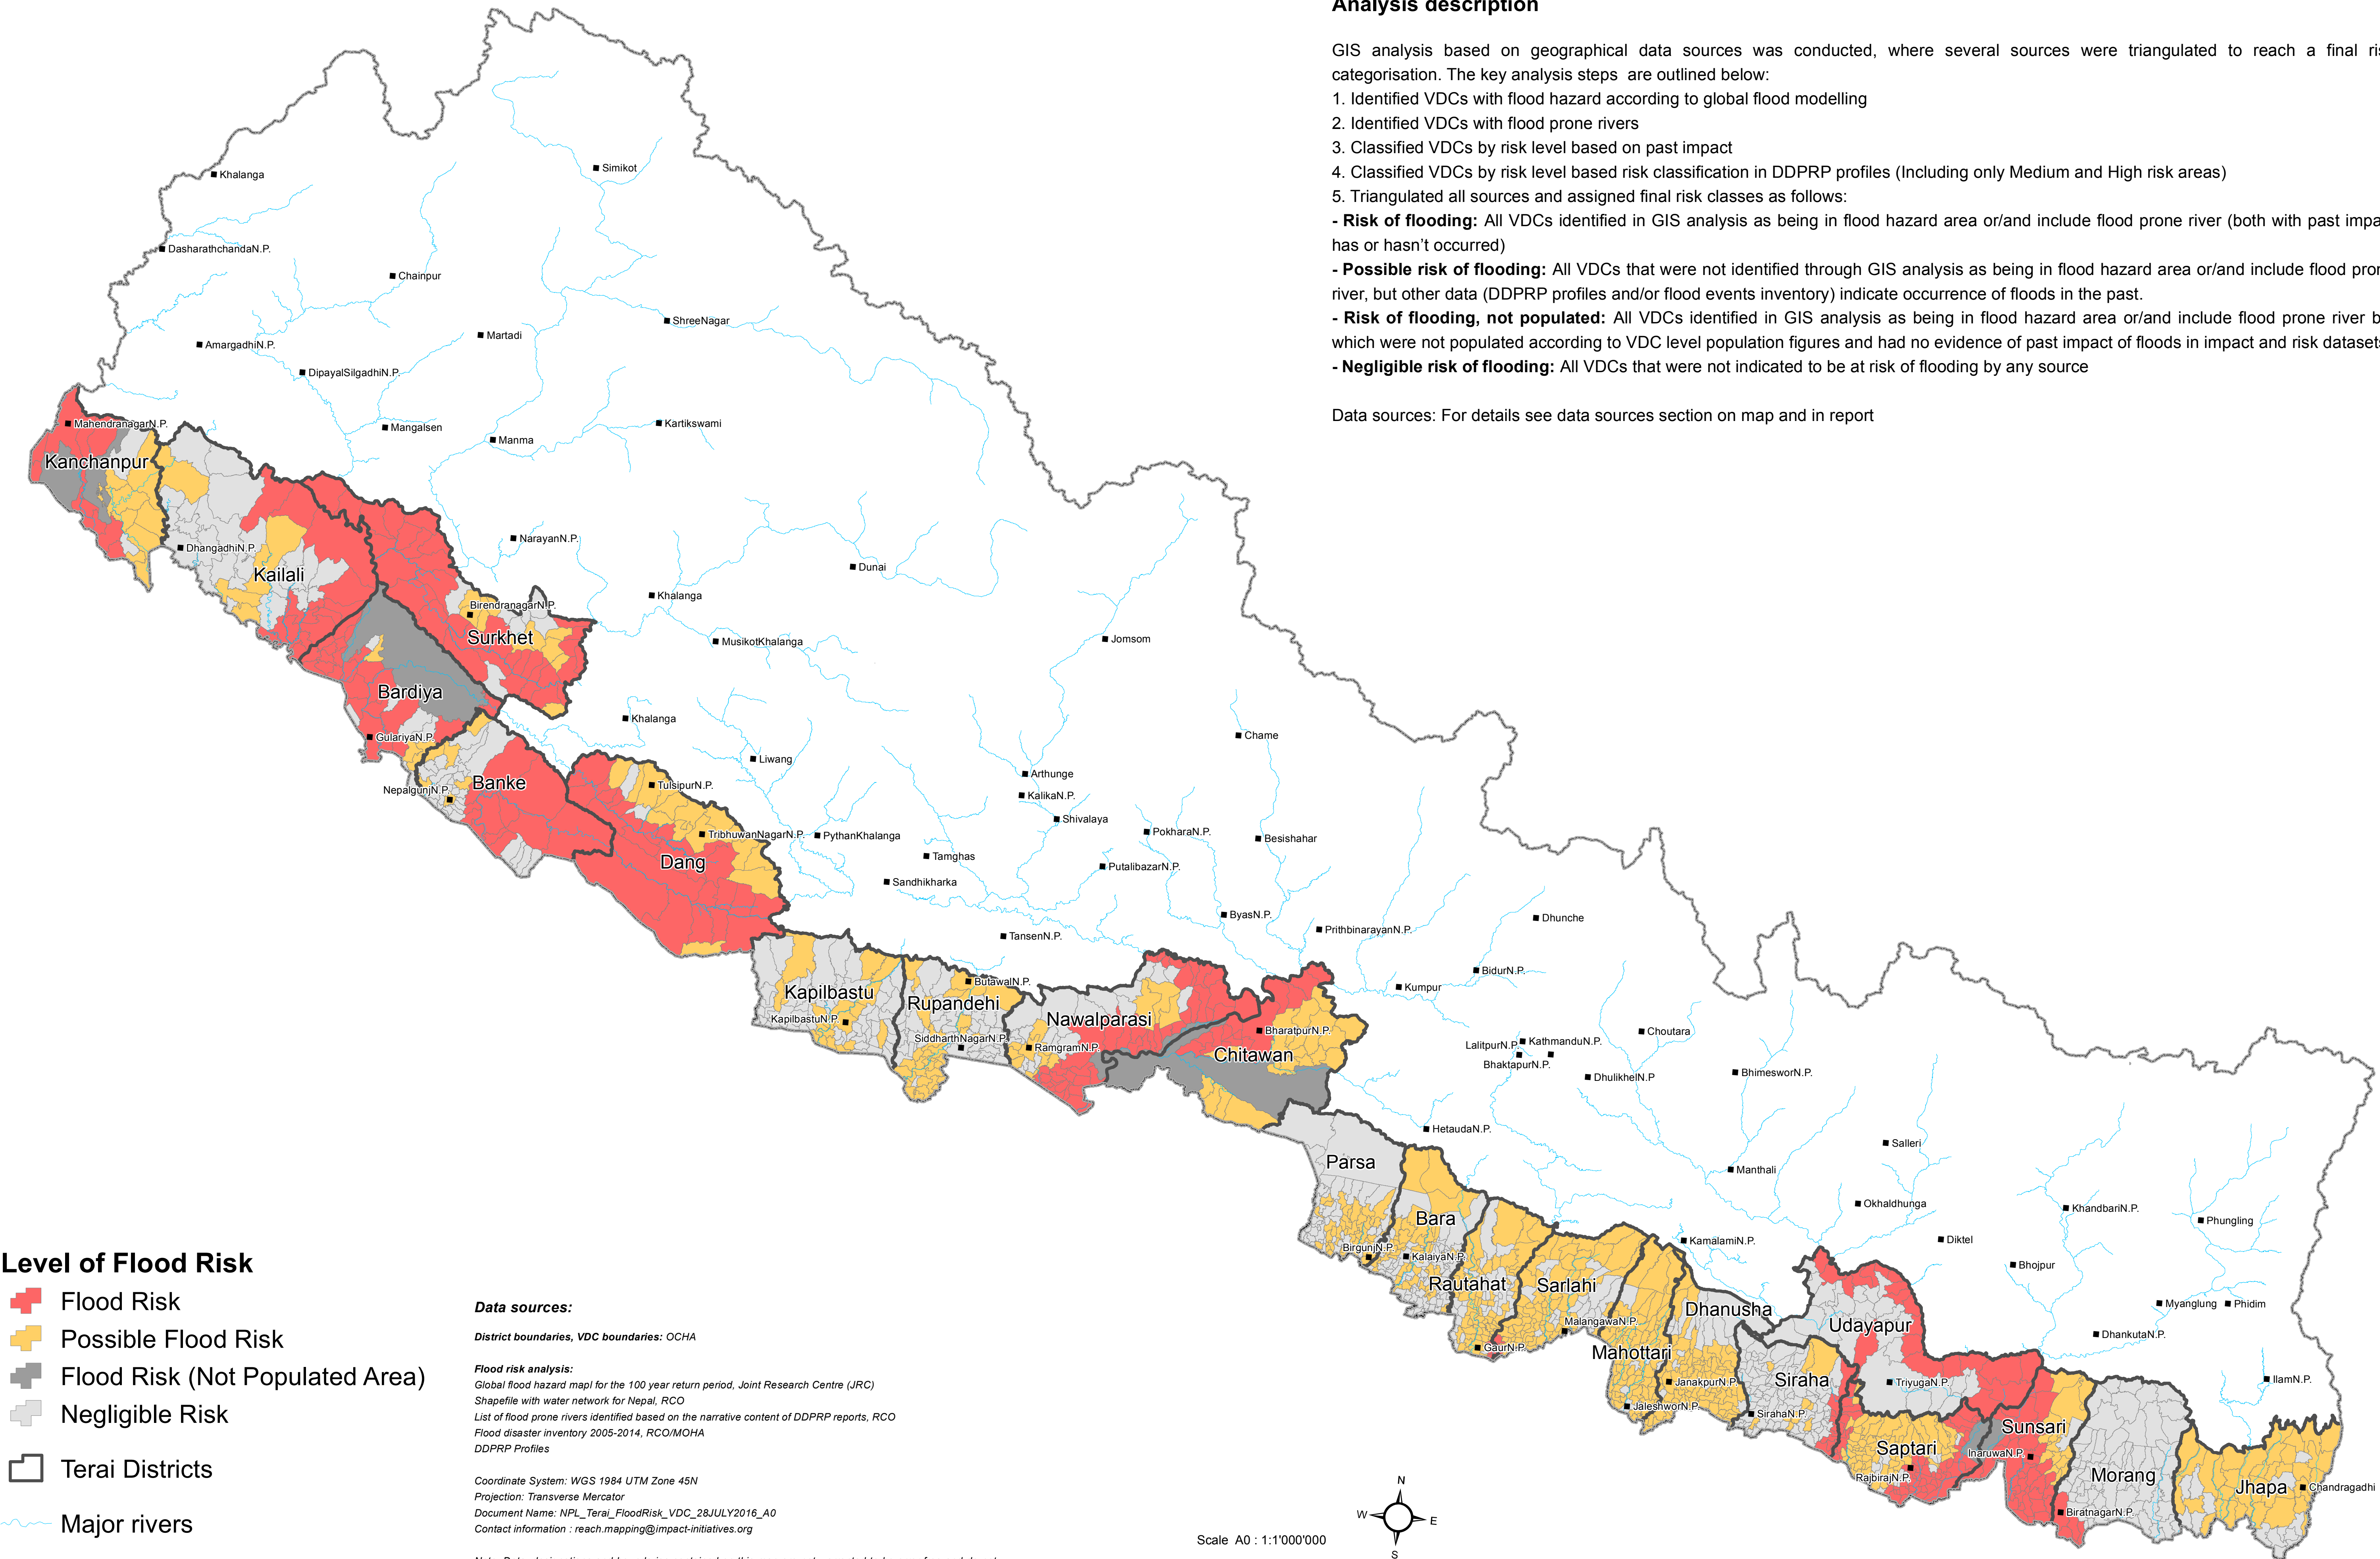 Analysis description
GIS analysis based on geographical data sources was conducted, where several sources were triangulated to reach a final
categorisation. The key analysis steps are outlined below:
1. Identified VDCs with flood hazard according to global flood modelling
2. Identified VDCs with flood prone rivers
3. Classified VDCs by risk level based on past impact
4. Classified VDCs by risk level based risk classification in DDPRP profiles (Including only Medium and High risk areas)
5. Triangulated all sources and assigned final risk classes as follows:
- Risk of flooding: All VDCs identified in GIS analysis as being in flood hazard area or/and include flood prone river (both with past
has or hasn't occurred)
- Possible risk of flooding: All VDCs that were not identified through GIS analysis as being in flood hazard area or/and include flood
river, but other data (DDPRP profiles and/or flood events inventory) indicate occurrence of floods in the past.
- Risk of flooding, not populated: All VDCs identified in GIS analysis as being in flood hazard area or/and include flood prone river
which were not populated according to VDC level population figures and had no evidence of past impact of floods in impact and risk datasets
- Negligible risk of flooding: All VDCs that were not indicated to be at risk of flooding by any source
Data sources: For details see data sources section on map and in report
Khalanga
Simikot
DasharathchandaN.P.
Chainpur
ShreeNagar
Martadi
AmargadhiN.P.
DipayalSilgadhiN.P.
MahendranagarN.P.
Mangalsen
Kartikswami
Manma
Kanchanpur
NarayanN.P.
DhangadhiN.P.
Dunai
Kailali
Khalanga
BirendranagarN.P.
Surkhet
MusikotKhalanga
Jomsom
Bardiya
Khalanga
GulariyaN.P.
Chame
Liwang
Arthunge
Banke
TulsipurN.P.
NepalgunjN.P.
KalikaN.P.
Shivalaya
PokharaN.P.
TribhuwanNagarN.P.
PythanKhalanga
Besishahar
Dang
Tamghas
PutalibazarN.P.
Sandhikharka
ByasN.P.
Dhunche
PrithbinarayanN.P.
TansenN.P.
BidurN.P.
ButawalN.P.
Kumpur
Kapilbastu
Rupandehi
KapilbastuN.P.
Nawalparasi
BharatpurN.P.
Choutara
SiddharthNagarN.P.
RamgramN.P.
LalitpurN.P.
KathmanduN.P.
Chitawan
BhaktapurN.P.
DhulikhelN.P
BhimesworN.P.
HetaudaN.P.
Salleri
Parsa
Manthali
Okhaldhunga
KhandbariN.P.
Bara
Phungling
BirgunjN.P.
KalaiyaN.P.
KamalamiN.P.
Diktel
Bhojpur
Rautahat
Sarlahi
Dhanusha
Myanglung
Phidim
MalangawaN.P.
Udayapur
DhankutaN.P.
GaurN.P.
Mahottari
JanakpurN.P.
Siraha
TriyugaN.P.
IlamN.P.
JaleshworN.P.
SirahaN.P.
Sunsari
Saptari
InaruwaN.P.
RajbirajN.P.
Morang
Jhapa
Chandragadhi
BiratnagarN.P.
Level of Flood Risk
Flood Risk
Possible Flood Risk
Flood Risk (Not Populated Area)
Negligible Risk
Terai Districts
Major rivers
Data sources:
District boundaries, VDC boundaries: OCHA
Flood risk analysis:
Global flood hazard mapl for the 100 year return period, Joint Research Centre (JRC)
Shapefile with water network for Nepal, RCO
List of flood prone rivers identified based on the narrative content of DDPRP reports, RCO
Flood disaster inventory 2005-2014, RCO/MOHA
DDPRP Profiles
Coordinate System: WGS 1984 UTM Zone 45N
Projection: Transverse Mercator
Document Name: NPL_Terai_FloodRisk_VDC_28JULY2016_A0
Contact information : reach.mapping@impact-initiatives.org
Scale A0 : 1:1'000'000
N
W
E
S